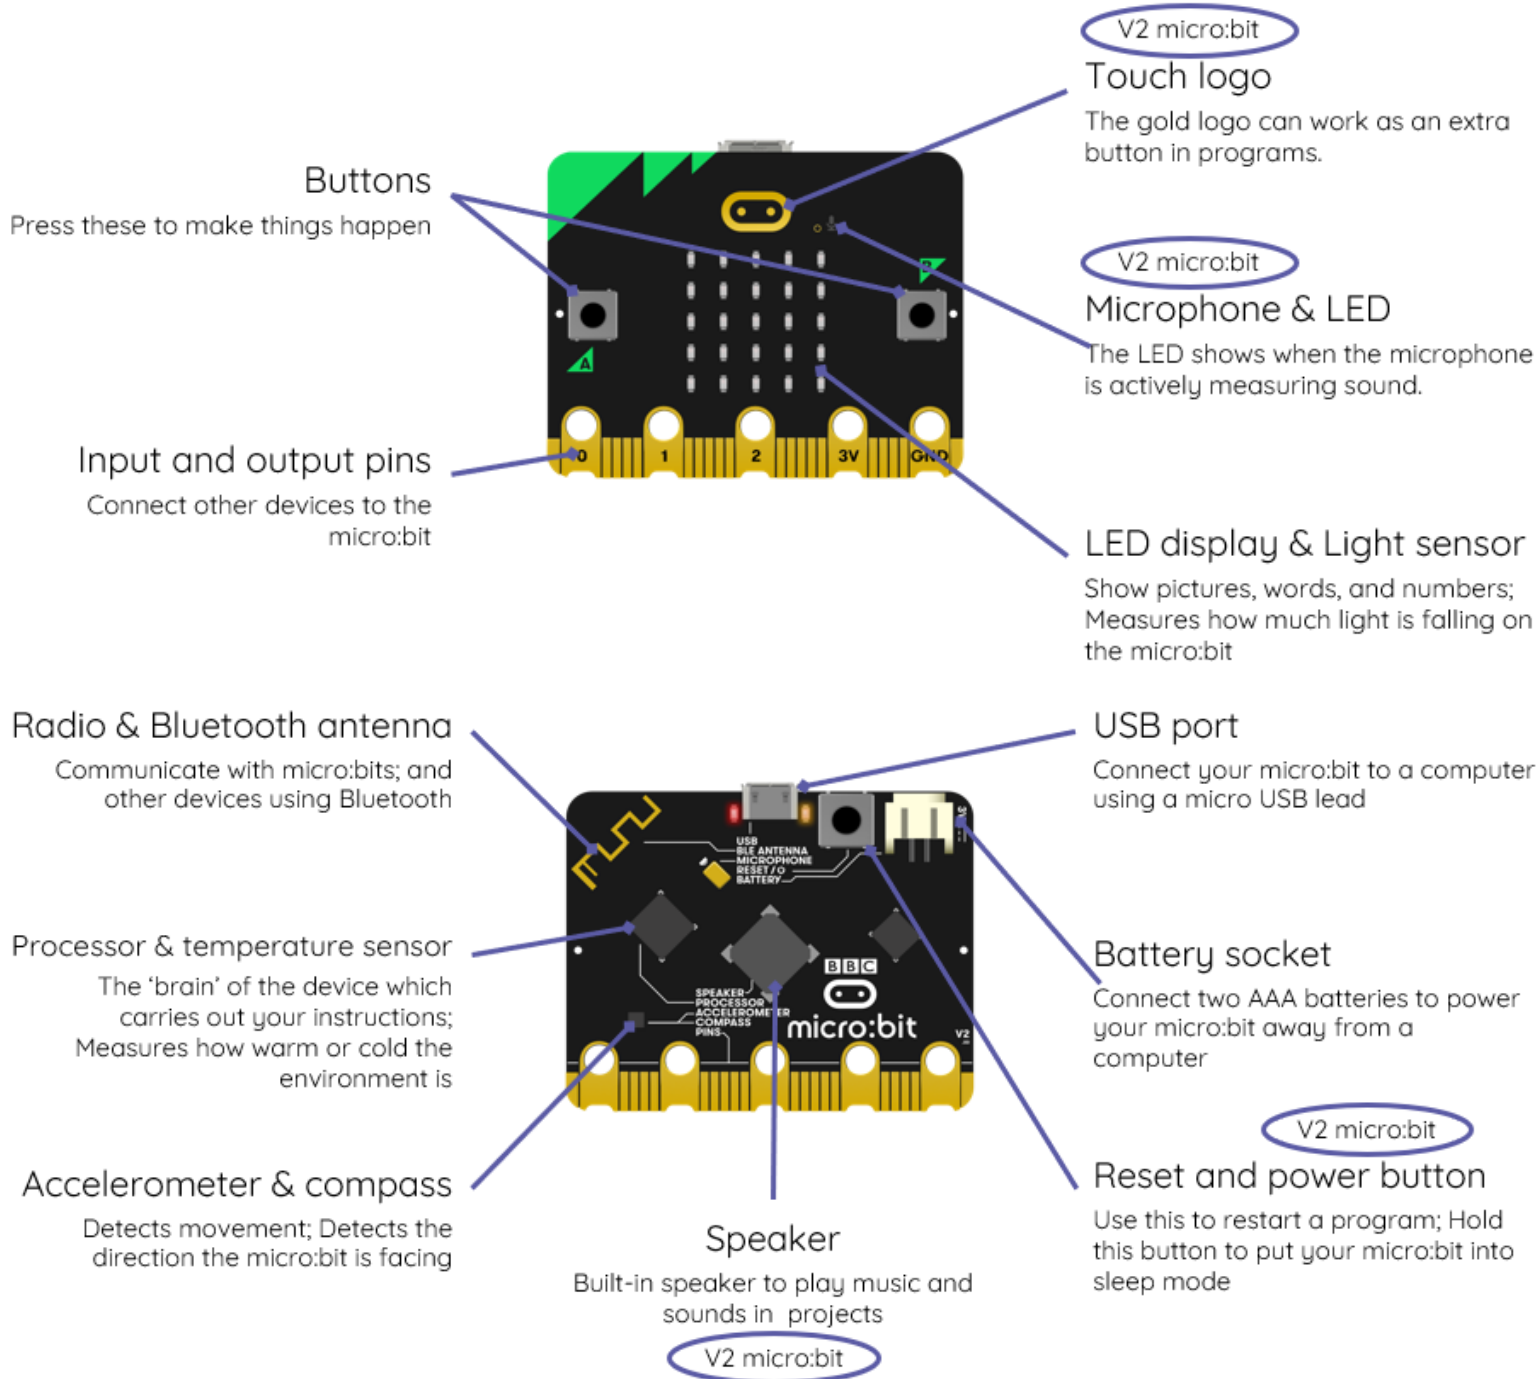 V2 micro:bit
Touch logo
The gold logo can work as an extra
button in programs.
Buttons
Press these to make things happen
V2 micro:bit
Microphone & LED
The LED shows when the microphone
is actively measuring sound.
B
A
0 1 2 3V GND
Input and output pins
Connect other devices to the
micro:bit
LED display & Light sensor
Show pictures, words, and numbers;
Measures how much light is falling on
the micro:bit
Radio & Bluetooth antenna
Communicate with micro:bits; and
other devices using Bluetooth
USB port
Connect your micro:bit to a computer
using a micro USB lead
USB
BLE ANTENNA
MICROPHONE
RESET/
BATTERY
Processor & temperature sensor
The ‘brain’ of the device which
carries out your instructions;
Measures how warm or cold the
environment is
BBC
micro:bit
V2
SPEAKER
PROCESSOR
ACCELEROMETER
COMPASS
PINS
Battery socket
Connect two AAA batteries to power
your micro:bit away from a
computer
Accelerometer & compass
Detects movement; Detects the
direction the micro:bit is facing
Speaker
Built-in speaker to play music and
sounds in projects
V2 micro:bit
V2 micro:bit
Reset and power button
Use this to restart a program; Hold
this button to put your micro:bit into
sleep mode